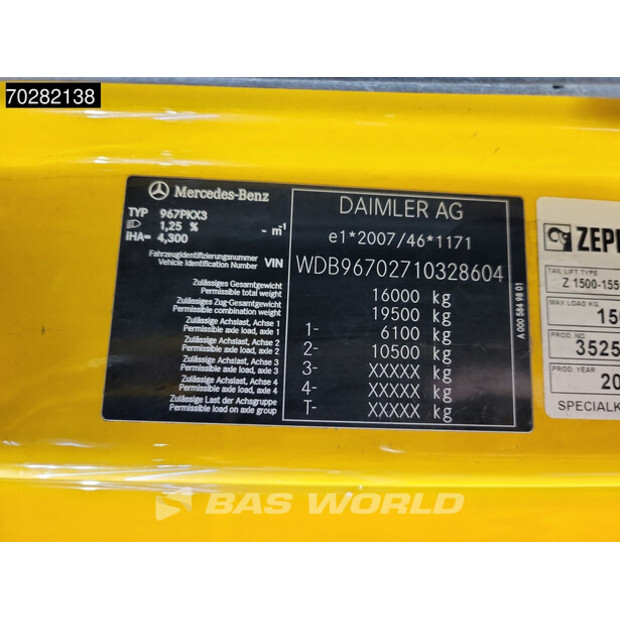 70282138
Mercedes-Benz
TYP 967PKX3
1,25 % - m⁻¹
IHA= 4,300
Fahrzeugidentifizierungsnummer
Vehicle Identification Number VIN
DAIMLER AG
e1*2007/46*1171
WDB96702710328604
Zulässiges Gesamtgewicht
Permissible total weight 16000 kg
Zulässiges Zug-Gesamtgewicht
Permissible combination weight 19500 kg
Zulässige Achslast, Achse 1
Permissible axle load, axle 1 1- 6100 kg
Zulässige Achslast, Achse 2
Permissible axle load, axle 2 2- 10500 kg
Zulässige Achslast, Achse 3
Permissible axle load, axle 3 3- XXXXX kg
Zulässige Achslast, Achse 4
Permissible axle load, axle 4 4- XXXXX kg
Zulässige Last der Achsgruppe
Permissible load on axle group T- XXXXX kg
A 000 584 98 01
ZEP
TAIL LIFT TYPE
Z 1500-155
MAX LOAD KG.
150
PROD. NO
3525
PROD. YEAR
20
SPECIALK
BAS WORLD